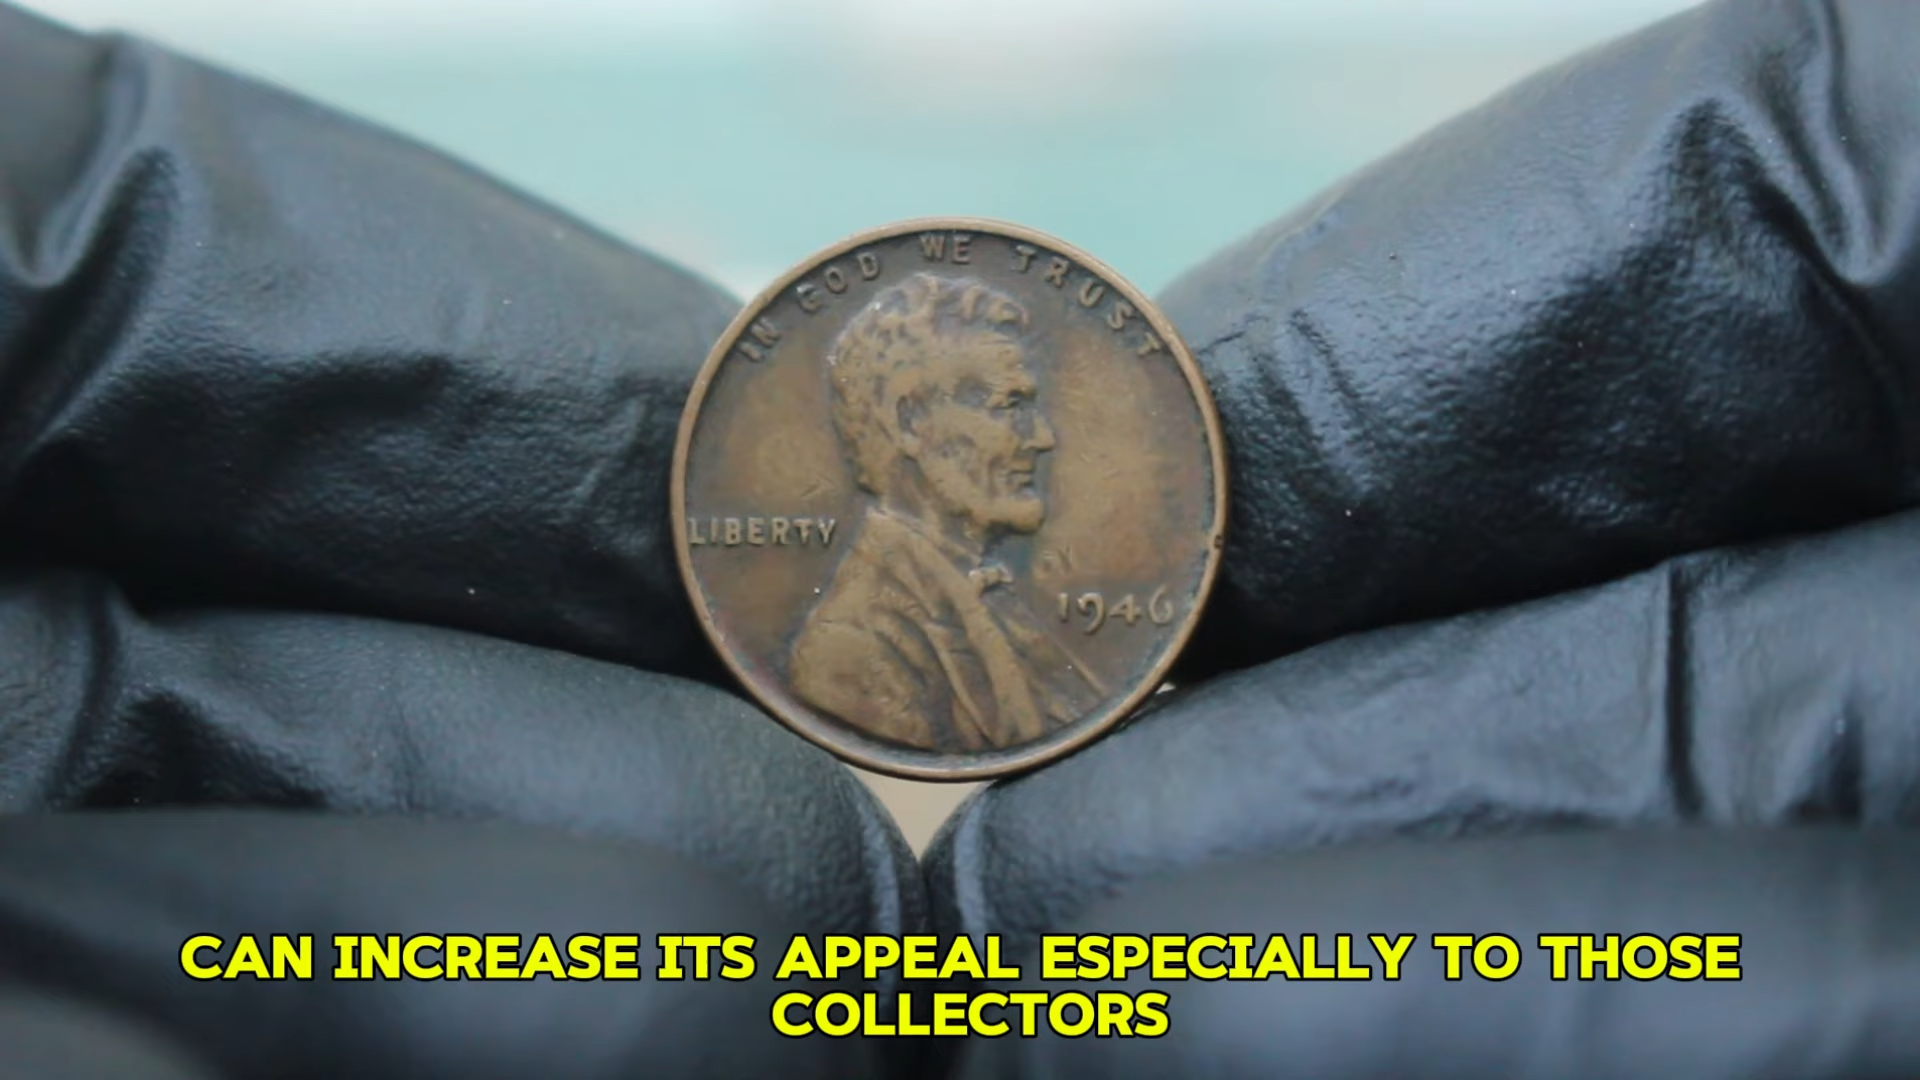 IN GOD WE TRUST
LIBERTY
1946
CAN INCREASE ITS APPEAL ESPECIALLY TO THOSE
COLLECTORS